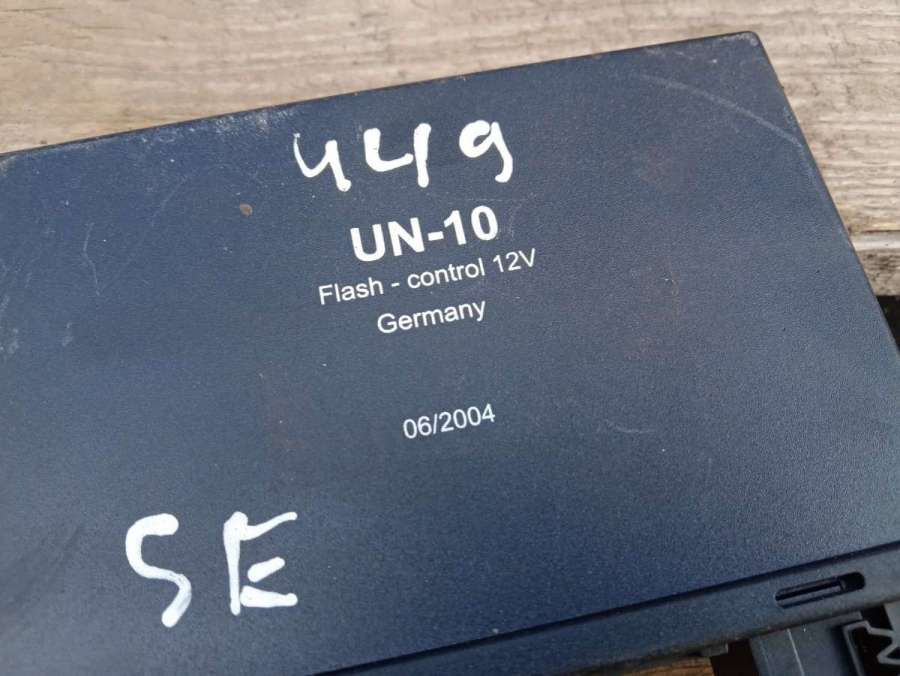 449
UN-10
Flash - control 12V
Germany
06/2004
SE